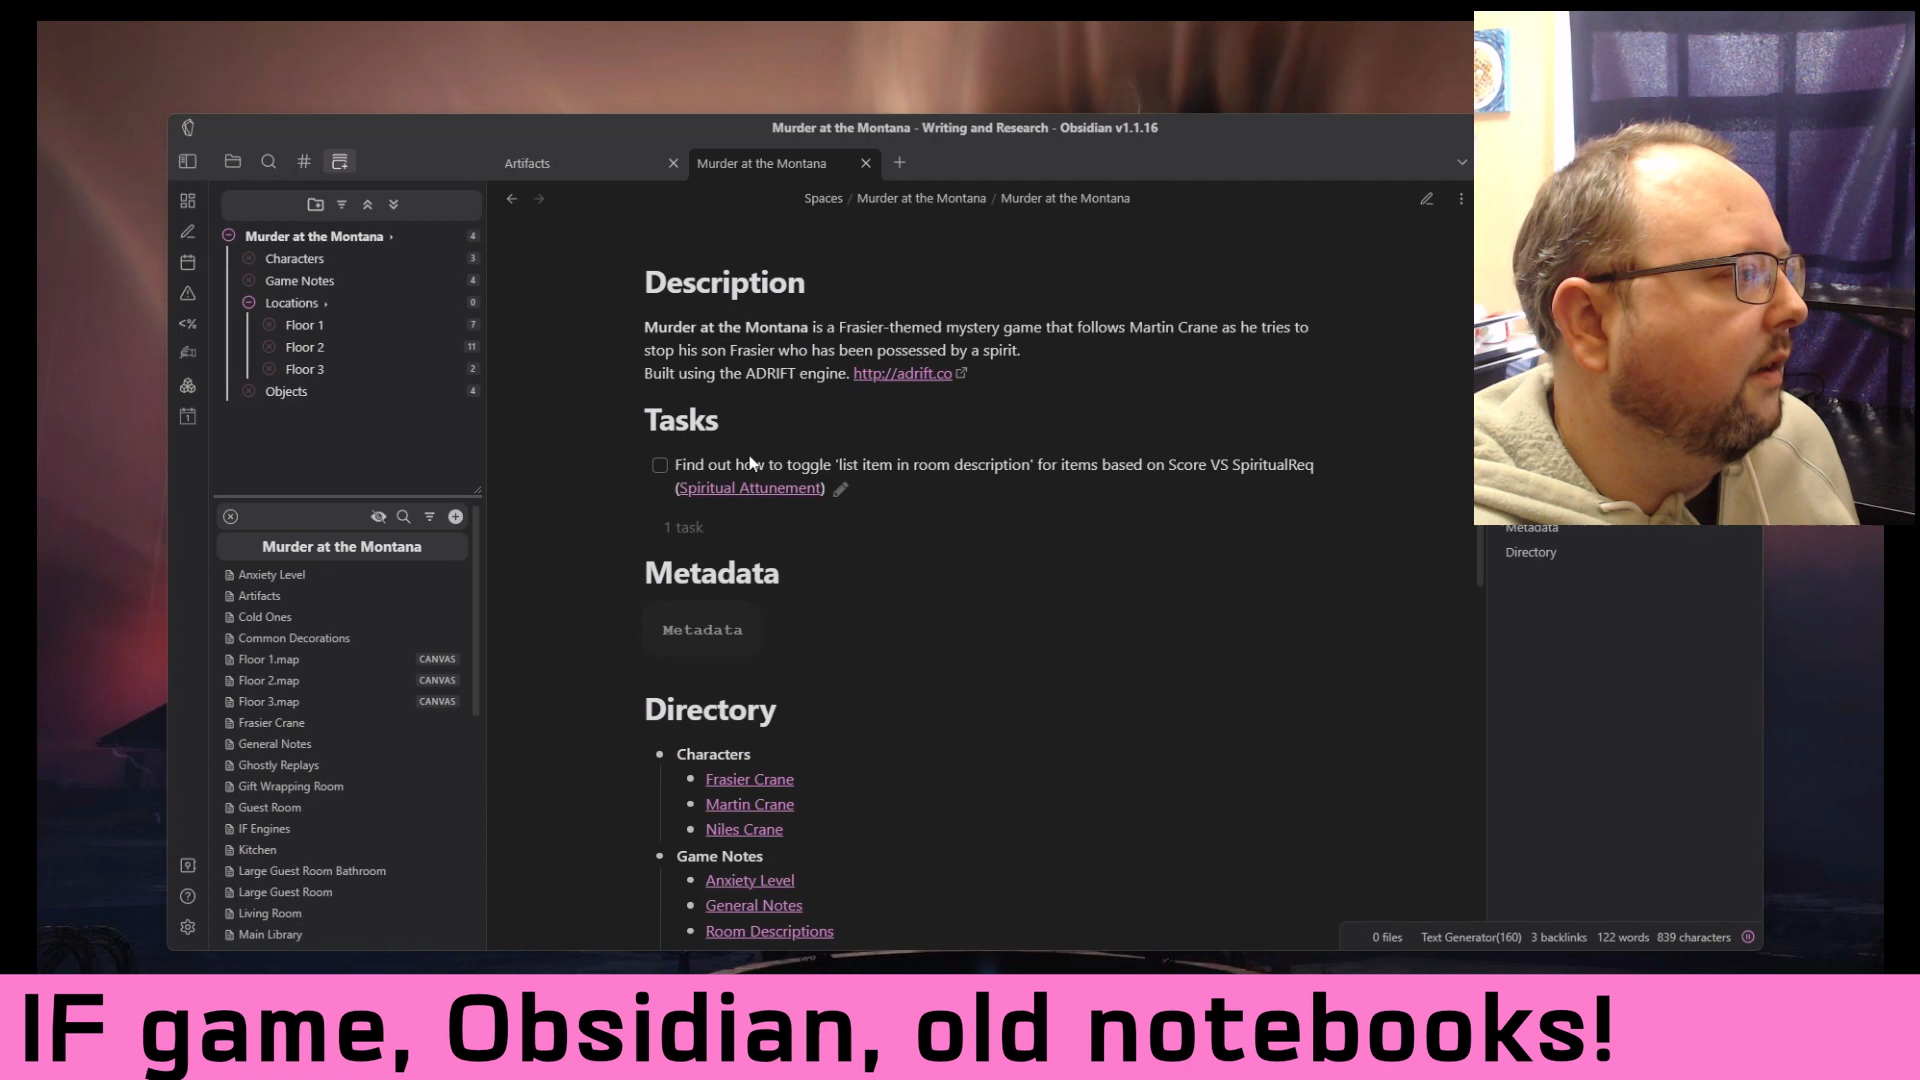 Murder at the Montana - Writing and Research - Obsidian v1.1.16
Artifacts
Murder at the Montana
Spaces / Murder at the Montana / Murder at the Montana
Murder at the Montana 4
Characters 3
Game Notes 4
Locations 0
Floor 1 7
Floor 2 11
Floor 3 2
Objects 4
Murder at the Montana
Anxiety Level
Artifacts
Cold Ones
Common Decorations
Floor 1.map CANVAS
Floor 2.map CANVAS
Floor 3.map CANVAS
Frasier Crane
General Notes
Ghostly Replays
Gift Wrapping Room
Guest Room
IF Engines
Kitchen
Large Guest Room Bathroom
Large Guest Room
Living Room
Main Library
Description
Murder at the Montana is a Frasier-themed mystery game that follows Martin Crane as he tries to
stop his son Frasier who has been possessed by a spirit.
Built using the ADRIFT engine. http://adrift.co
Tasks
Find out how to toggle 'list item in room description' for items based on Score VS SpiritualReq
(Spiritual Attunement)
1 task
Metadata
Metadata
Directory
Characters
Frasier Crane
Martin Crane
Niles Crane
Game Notes
Anxiety Level
General Notes
Room Descriptions
Metadata
Directory
0 files Text Generator(160) 3 backlinks 122 words 839 characters
IF game, Obsidian, old notebooks!